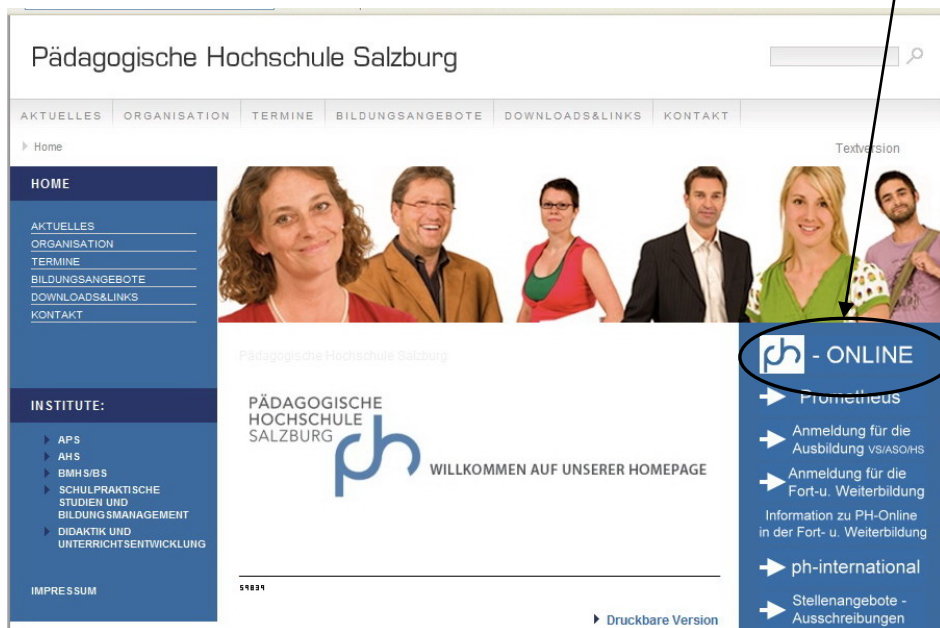 Pädagogische Hochschule Salzburg
AKTUELLES ORGANISATION TERMINE BILDUNGSANGEBOTE DOWNLOADS&LINKS KONTAKT
Home
Textversion
HOME
AKTUELLES
ORGANISATION
TERMINE
BILDUNGSANGEBOTE
DOWNLOADS&LINKS
KONTAKT
INSTITUTE:
APS
AHS
BMHS/BS
SCHULPRAKTISCHE
STUDIEN UND
BILDUNGSMANAGEMENT
DIDAKTIK UND
UNTERRICHTSENTWICKLUNG
IMPRESSUM
Pädagogische Hochschule Salzburg
PÄDAGOGISCHE
HOCHSCHULE
SALZBURG
ph
WILLKOMMEN AUF UNSERER HOMEPAGE
59839
Druckbare Version
ph - ONLINE
Prometheus
Anmeldung für die
Ausbildung VS/ASO/HS
Anmeldung für die
Fort-u. Weiterbildung
Information zu PH-Online
in der Fort- u. Weiterbildung
ph-international
Stellenangebote -
Ausschreibungen